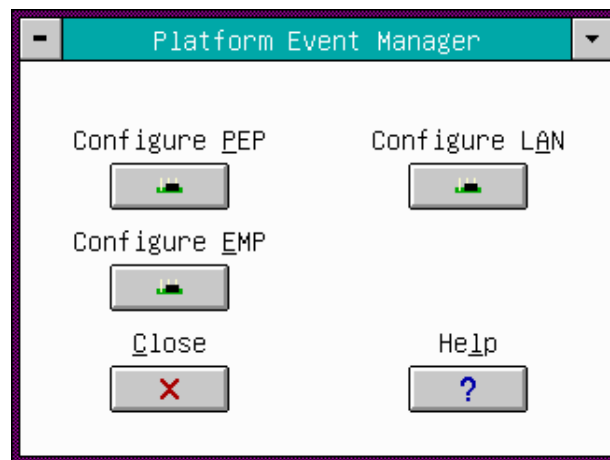 Platform Event Manager
Configure PEP
Configure LAN
Configure EMP
Close
Help
?